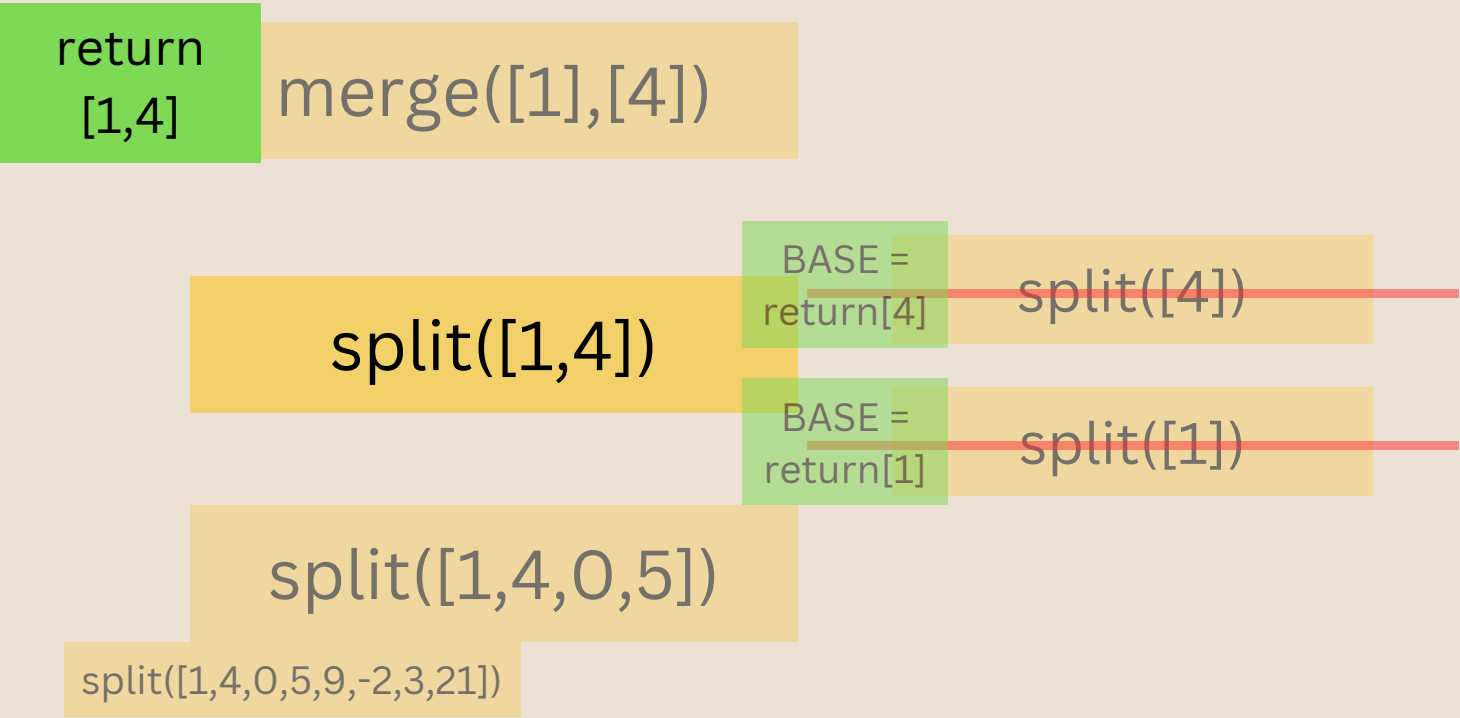 return
[1,4]
merge([1],[4])
BASE =
return[4]
split([4])
split([1,4])
BASE =
return[1]
split([1])
split([1,4,0,5])
split([1,4,0,5,9,-2,3,21])